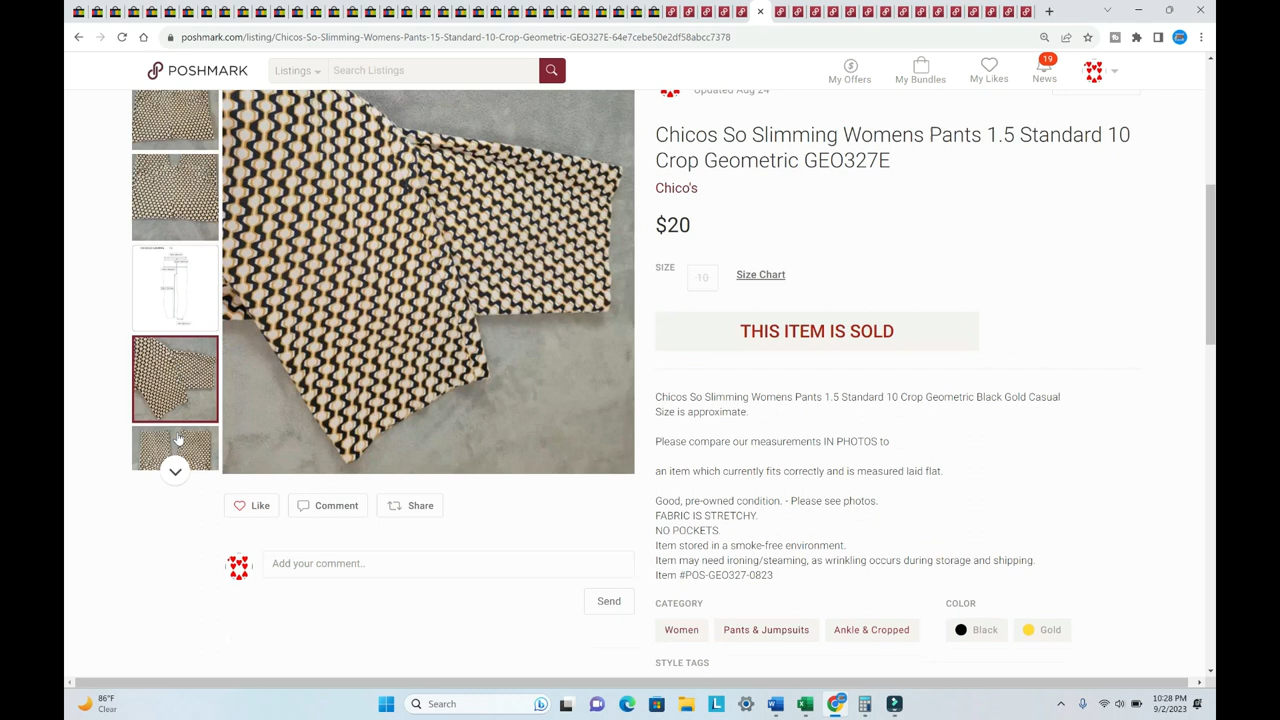 poshmark.com/listing/Chicos-So-Slimming-Womens-Pants-15-Standard-10-Crop-Geometric-GEO327E-64e7cebe50e2df58abcc7378
POSHMARK
Listings
Search Listings
My Offers
My Bundles
My Likes
19
News
Updated Aug 24
Chicos So Slimming Womens Pants 1.5 Standard 10
Crop Geometric GEO327E
Chico's
$20
SIZE
10
Size Chart
THIS ITEM IS SOLD
Chicos So Slimming Womens Pants 1.5 Standard 10 Crop Geometric Black Gold Casual
Size is approximate.
Please compare our measurements IN PHOTOS to
an item which currently fits correctly and is measured laid flat.
Good, pre-owned condition. - Please see photos.
FABRIC IS STRETCHY.
NO POCKETS.
Item stored in a smoke-free environment.
Item may need ironing/steaming, as wrinkling occurs during storage and shipping.
Item #POS-GEO327-0823
CATEGORY
Women
Pants & Jumpsuits
Ankle & Cropped
COLOR
Black
Gold
STYLE TAGS
Like
Comment
Share
Add your comment..
Send
86°F
Clear
Search
10:28 PM
9/2/2023